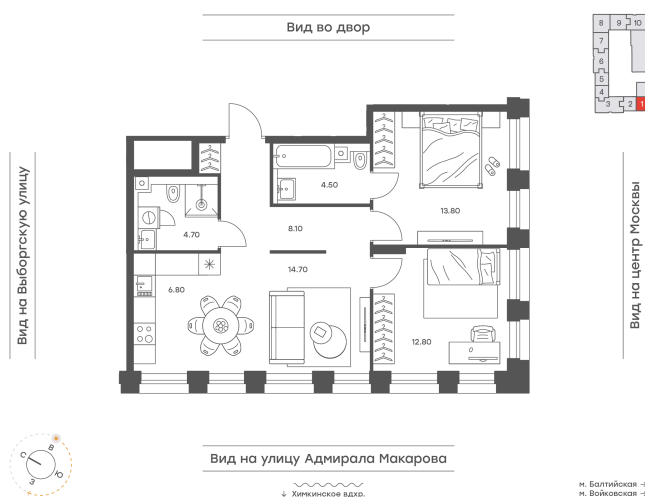 Вид во двор
8 9 10
7
6
5
4
3 2 1
Вид на Выборгскую улицу
4.50
13.80
4.70
8.10
14.70
6.80
12.80
Вид на центр Москвы
Вид на улицу Адмирала Макарова
В
С
Ю
З
↓ Химкинское вдхр.
м. Балтийская
м. Войковская